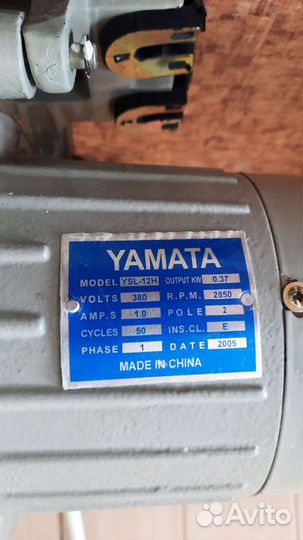 YAMATA
MODEL YSL-12H OUTPUT KW 0.37
VOLTS 380 R.P.M. 2850
AMP.S 1.0 POLE 2
CYCLES 50 INS.CL. E
PHASE 1 DATE 2005
MADE IN CHINA
Avito